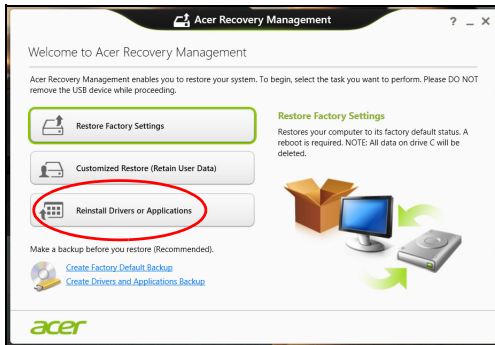 Acer Recovery Management
? _ X
Welcome to Acer Recovery Management
Acer Recovery Management enables you to restore your system. To begin, select the task you want to perform. Please DO NOT
remove the USB device while proceeding.
Restore Factory Settings
Customized Restore (Retain User Data)
Reinstall Drivers or Applications
Restore Factory Settings
Restores your computer to its factory default status. A
reboot is required. NOTE: All data on drive C will be
deleted.
Make a backup before you restore (Recommended).
Create Factory Default Backup
Create Drivers and Applications Backup
acer